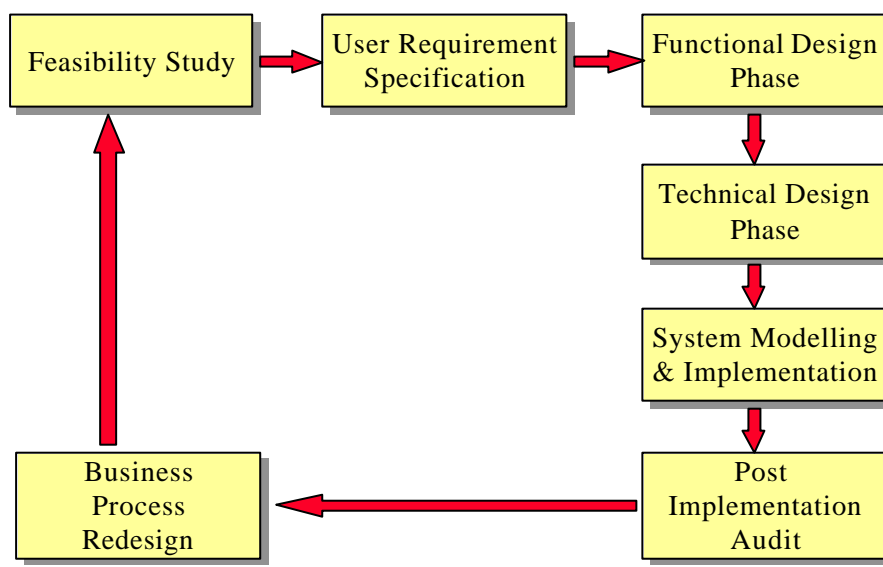 Feasibility Study
User Requirement
Specification
Functional Design
Phase
Technical Design
Phase
System Modelling
& Implementation
Post
Implementation
Audit
Business
Process
Redesign